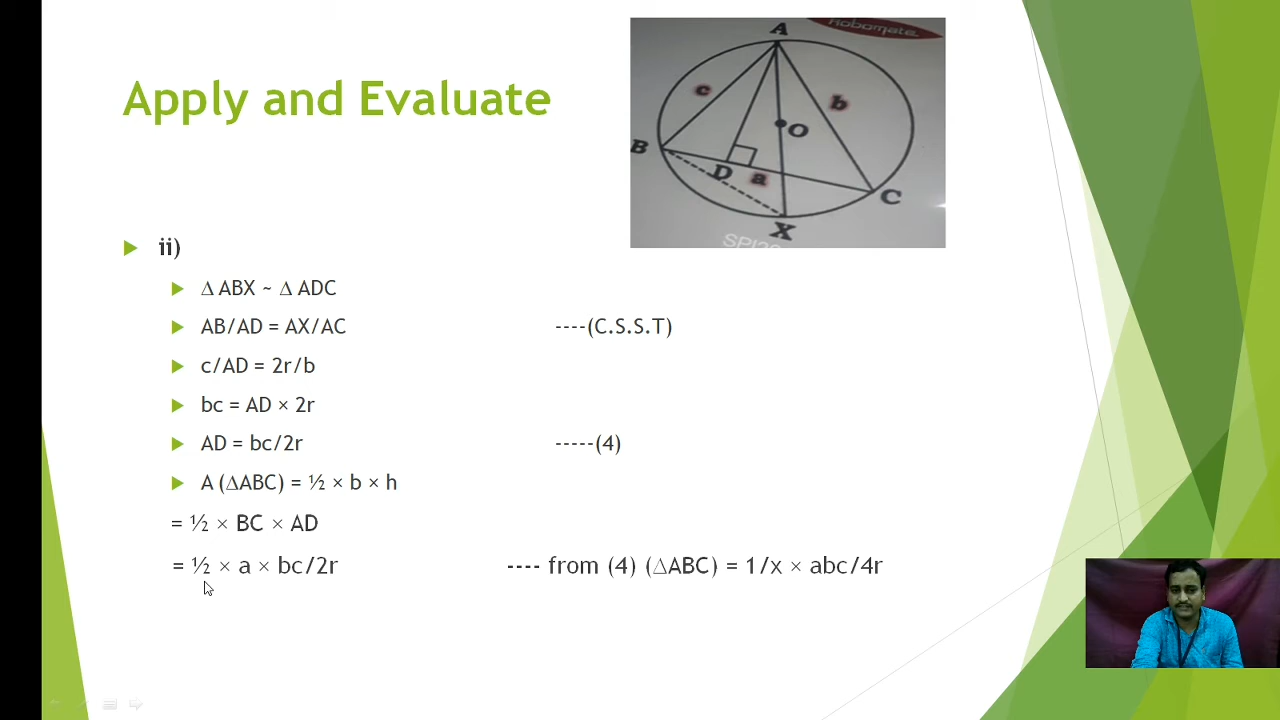 Apply and Evaluate
robomate
A
c
b
O
B
D
a
C
X
ii)
∆ ABX ~ ∆ ADC
AB/AD = AX/AC ----(C.S.S.T)
c/AD = 2r/b
bc = AD × 2r
AD = bc/2r -----(4)
A (∆ABC) = ½ × b × h
= ½ × BC × AD
= ½ × a × bc/2r ---- from (4) (∆ABC) = 1/x × abc/4r